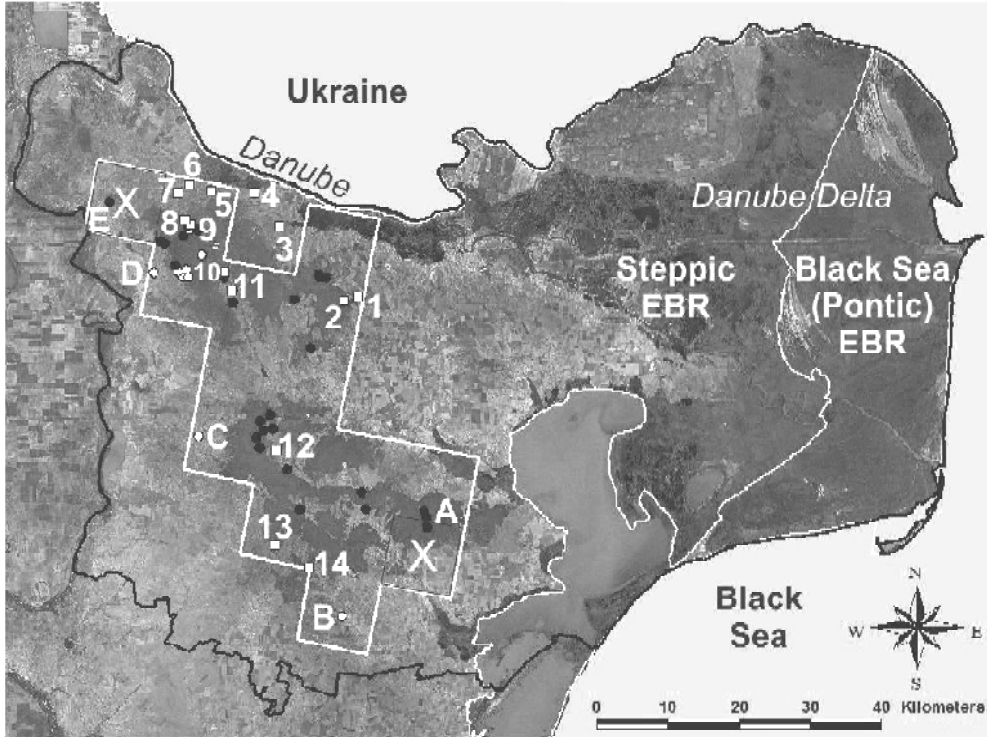 Ukraine
Danube
Danube Delta
6
7
5
4
X
E
8
9
3
D
10
11
2
1
Steppic
EBR
Black Sea
(Pontic)
EBR
C
12
A
13
X
14
B
Black
Sea
N
W
E
S
0
10
20
30
40
Kilometers